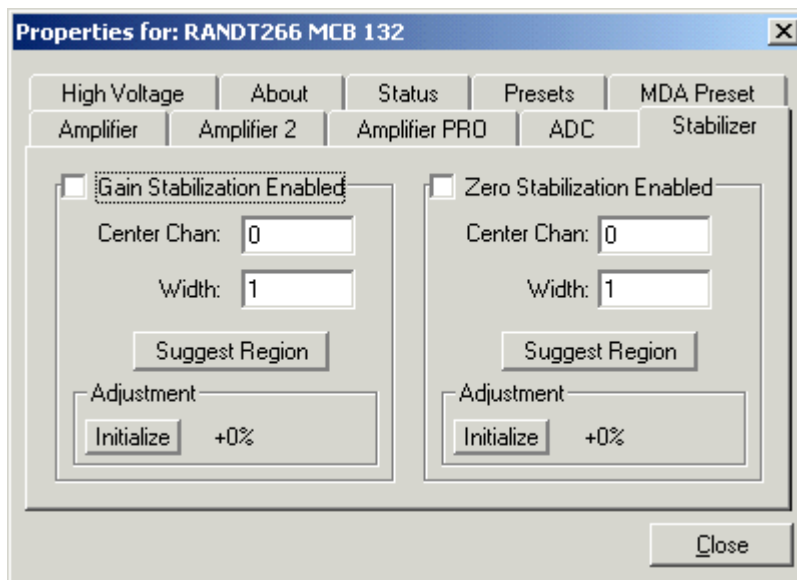 Properties for: RANDT266 MCB 132
High Voltage About Status Presets MDA Preset
Amplifier Amplifier 2 Amplifier PRO ADC Stabilizer
Gain Stabilization Enabled
Center Chan: 0
Width: 1
Suggest Region
Adjustment
Initialize +0%
Zero Stabilization Enabled
Center Chan: 0
Width: 1
Suggest Region
Adjustment
Initialize +0%
Close